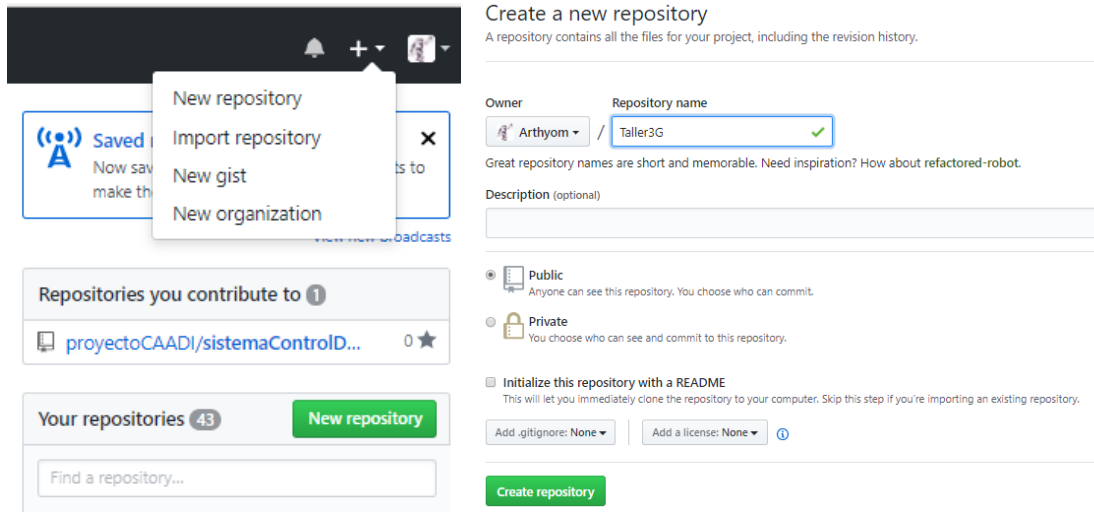 New repository
Import repository
New gist
New organization
Saved
Now sav
ts to
make th
View new Broadcasts
Repositories you contribute to 1
proyectoCAADI/sistemaControlD... 0
Your repositories 43
New repository
Find a repository...
Create a new repository
A repository contains all the files for your project, including the revision history.
Owner Repository name
Arthyom / Taller3G
Great repository names are short and memorable. Need inspiration? How about refactored-robot.
Description (optional)
Public
Anyone can see this repository. You choose who can commit.
Private
You choose who can see and commit to this repository.
Initialize this repository with a README
This will let you immediately clone the repository to your computer. Skip this step if you're importing an existing repository.
Add .gitignore: None Add a license: None
Create repository